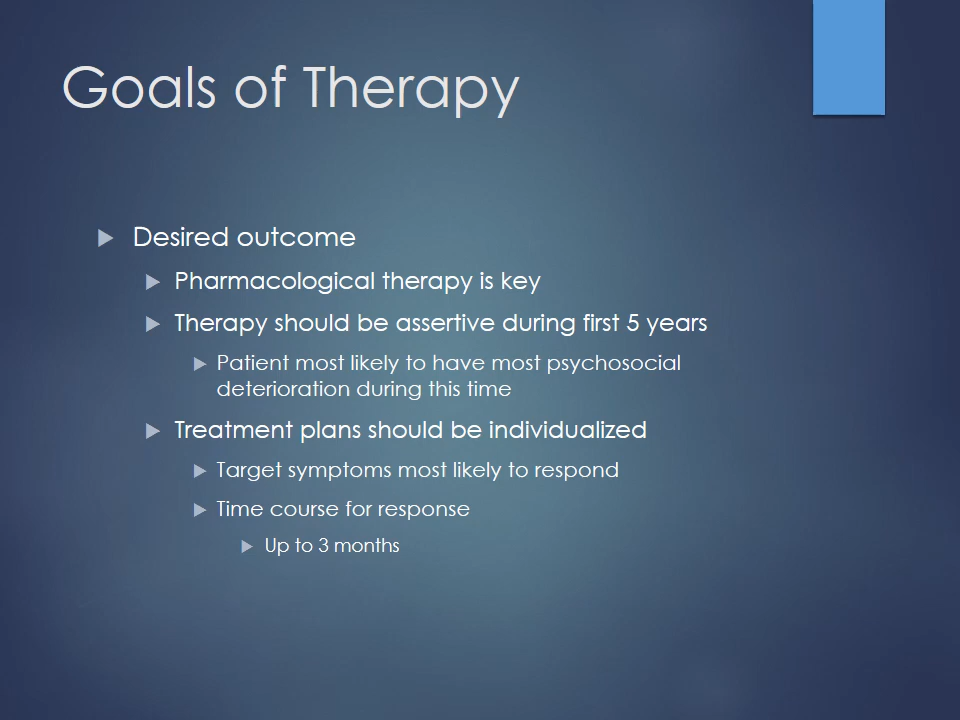 Goals of Therapy
Desired outcome
Pharmacological therapy is key
Therapy should be assertive during first 5 years
Patient most likely to have most psychosocial
deterioration during this time
Treatment plans should be individualized
Target symptoms most likely to respond
Time course for response
Up to 3 months